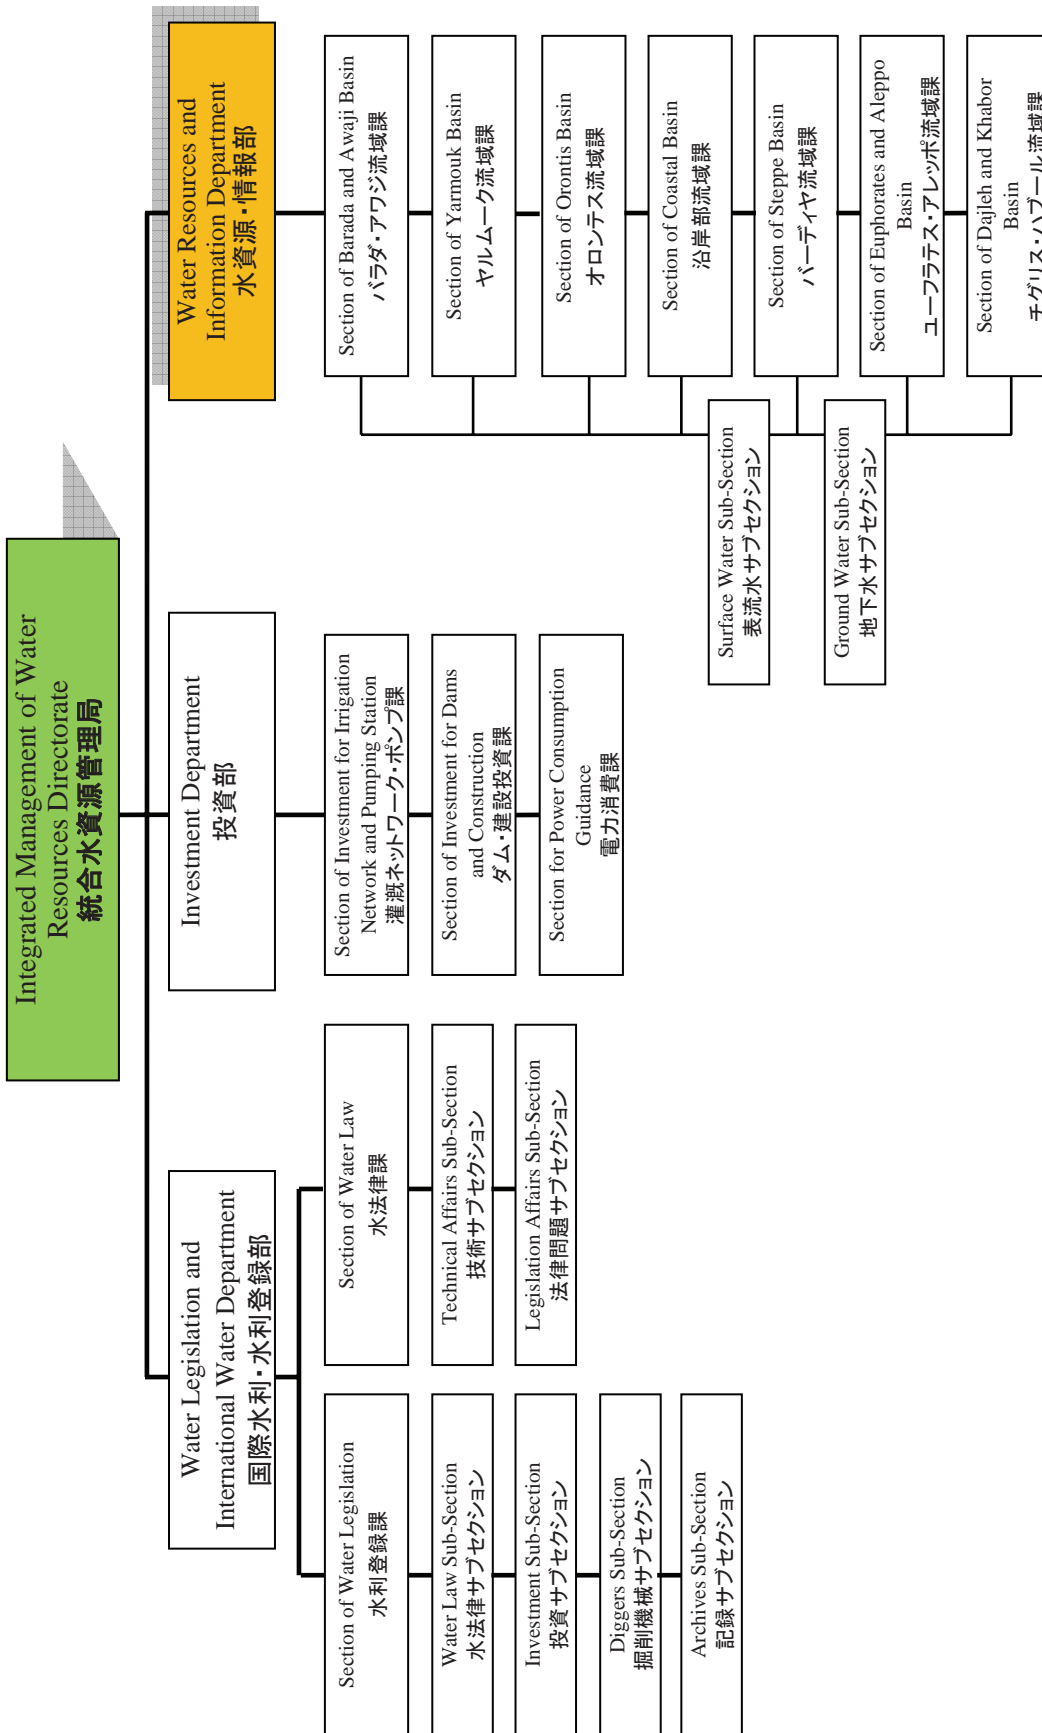 Integrated Management of Water
Resources Directorate
統合水資源管理局
Water Legislation and
International Water Department
国際水利・水利登録部
Investment Department
投資部
Water Resources and
Information Department
水資源・情報部
Section of Water Legislation
水利登録課
Water Law Sub-Section
水法律サブセクション
Investment Sub-Section
投資サブセクション
Diggers Sub-Section
掘削機械サブセクション
Archives Sub-Section
記録サブセクション
Section of Water Law
水法律課
Technical Affairs Sub-Section
技術サブセクション
Legislation Affairs Sub-Section
法律問題サブセクション
Section of Investment for Irrigation
Network and Pumping Station
灌漑ネットワーク・ポンプ課
Section of Investment for Dams
and Construction
ダム・建設投資課
Section for Power Consumption
Guidance
電力消費課
Section of Barada and Awaji Basin
バラダ・アワジ流域課
Section of Yarmouk Basin
ヤルムーク流域課
Section of Orontis Basin
オロンテス流域課
Section of Coastal Basin
沿岸部流域課
Section of Steppe Basin
バーディヤ流域課
Section of Euphorates and Aleppo
Basin
ユーフラテス・アレッポ流域課
Section of Dajleh and Khabor
Basin
チグリス・ハブール流域課
Surface Water Sub-Section
表流水サブセクション
Ground Water Sub-Section
地下水サブセクション